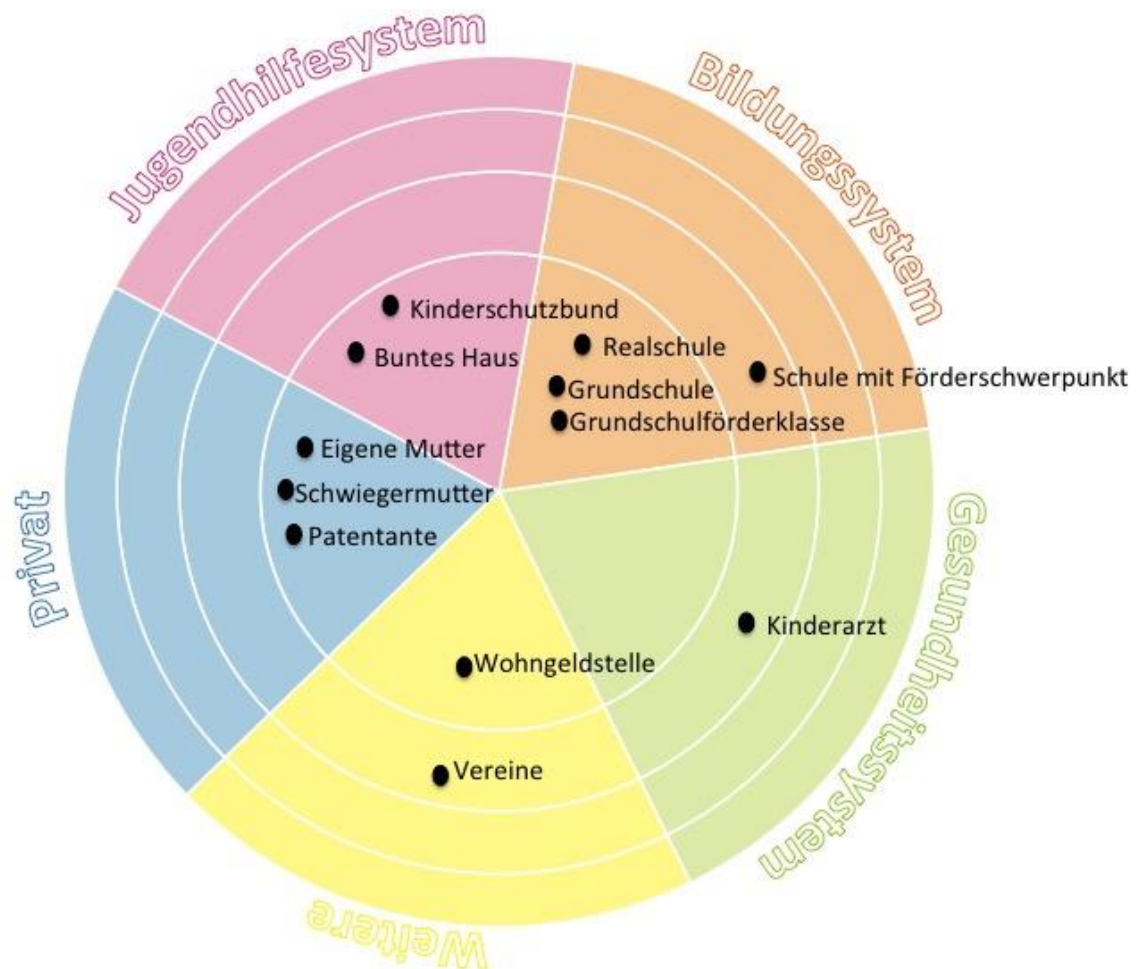 Jugendhilfesystem
Bildungssystem
Kinderschutzbund
Buntes Haus
Realschule
Grundschule
Schule mit Förderschwerpunkt
Grundschulförderklasse
Eigene Mutter
Schwiegermutter
Patentante
Privat
Gesundheitssystem
Kinderarzt
Wohngeldstelle
Vereine
Weitere